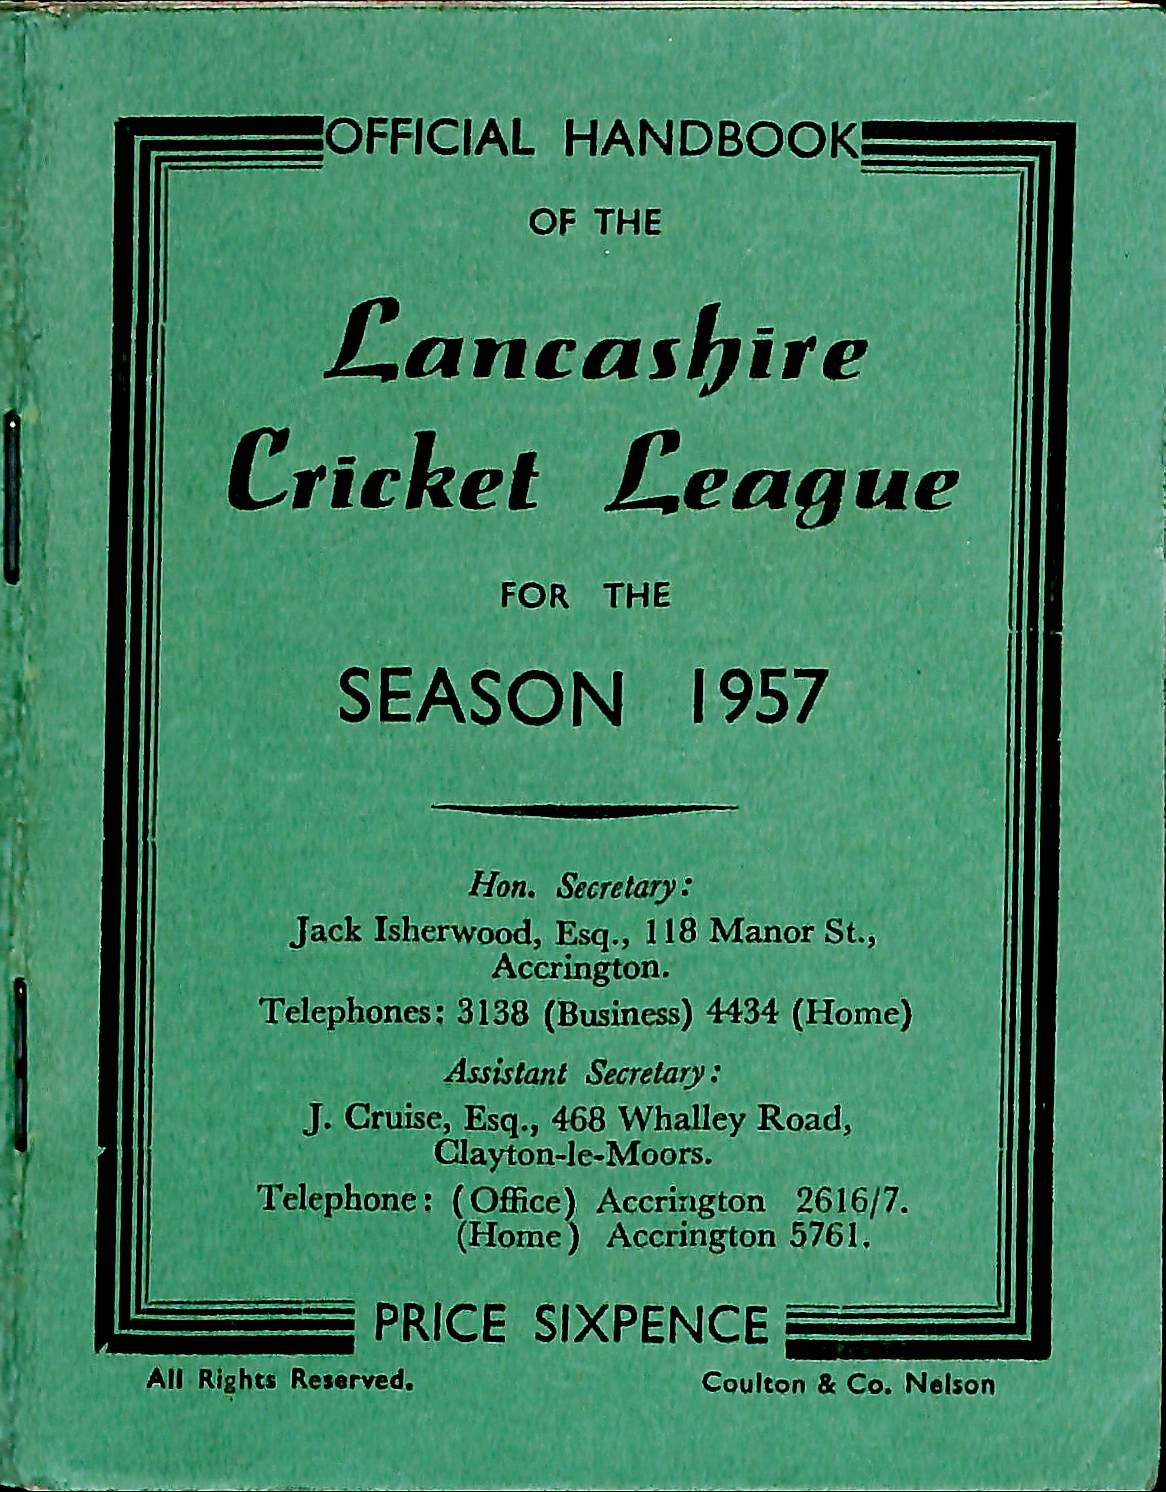 OFFICIAL HANDBOOK
OF THE
Lancashire
Cricket League
FOR THE
SEASON 1957
Hon. Secretary:
Jack Isherwood, Esq., 118 Manor St.,
Accrington.
Telephones: 3138 (Business) 4434 (Home)
Assistant Secretary:
J. Cruise, Esq., 468 Whalley Road,
Clayton-le-Moors.
Telephone: (Office) Accrington 2616/7.
(Home) Accrington 5761.
PRICE SIXPENCE
All Rights Reserved. Coulton & Co. Nelson